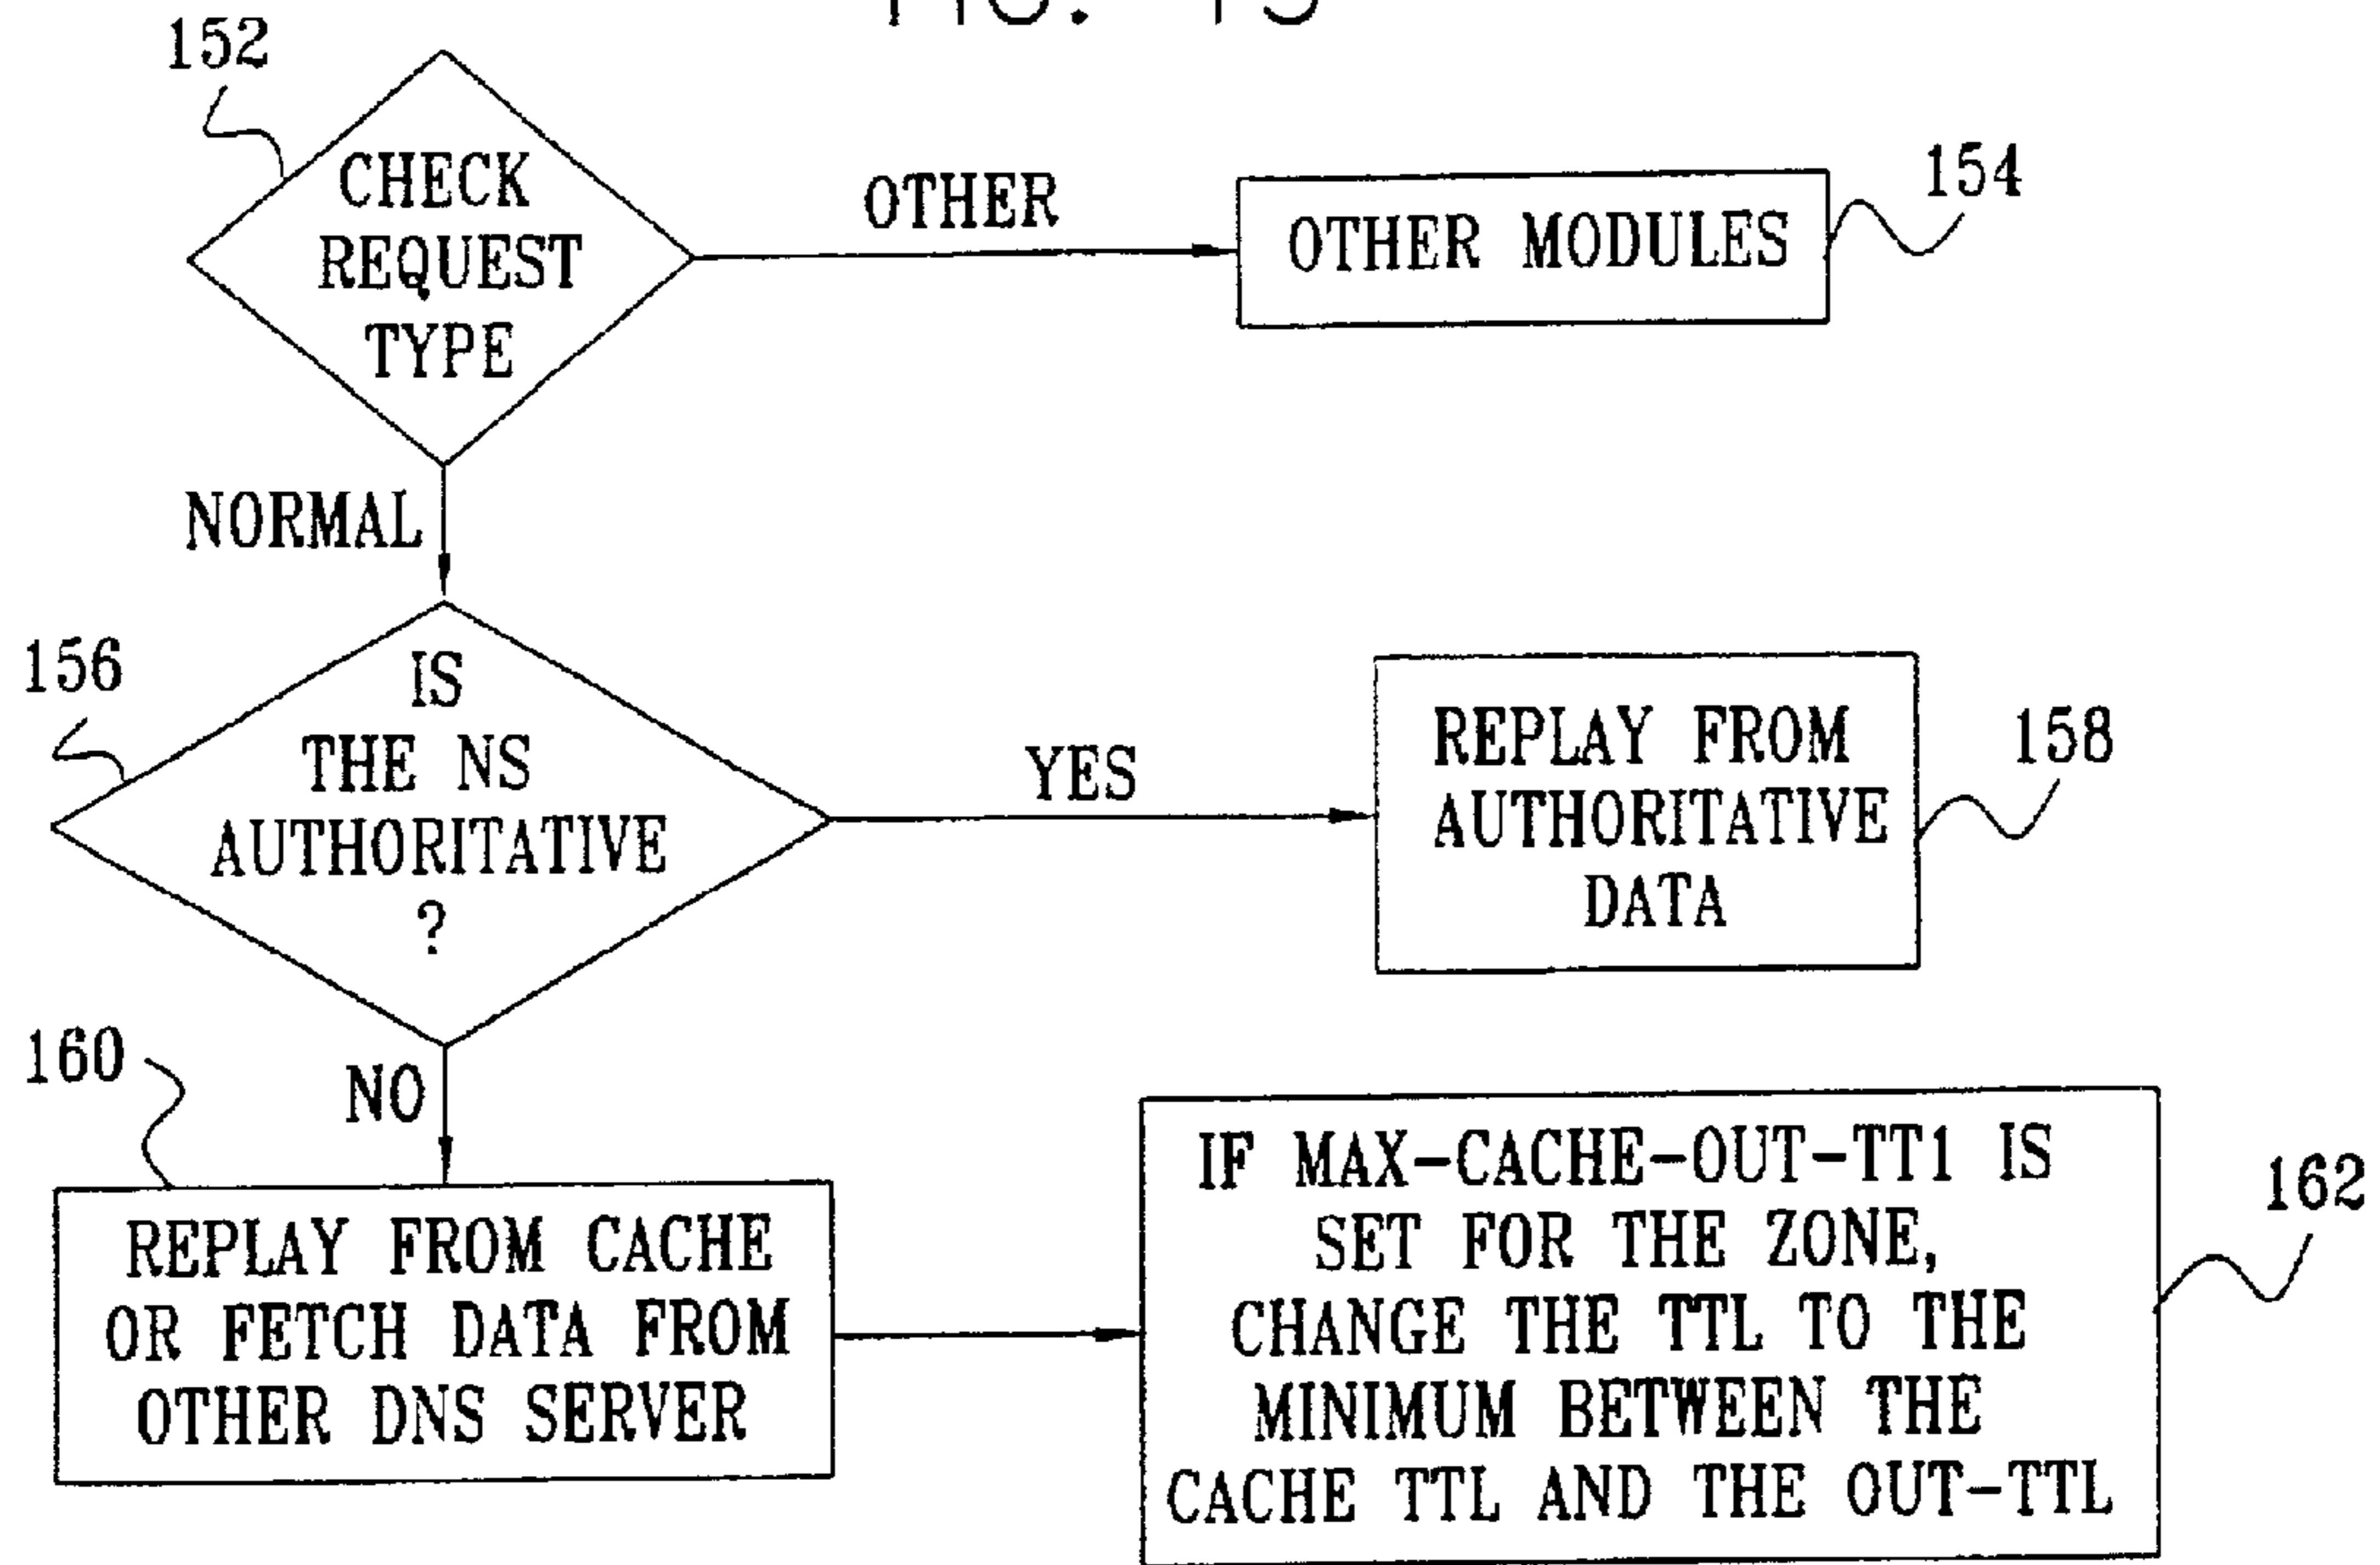 152
CHECK
REQUEST
TYPE
OTHER
OTHER MODULES
154
NORMAL
156
IS
THE NS
AUTHORITATIVE
?
YES
REPLAY FROM
AUTHORITATIVE
DATA
158
160
NO
REPLAY FROM CACHE
OR FETCH DATA FROM
OTHER DNS SERVER
IF MAX-CACHE-OUT-TT1 IS
SET FOR THE ZONE,
CHANGE THE TTL TO THE
MINIMUM BETWEEN THE
CACHE TTL AND THE OUT-TTL
162